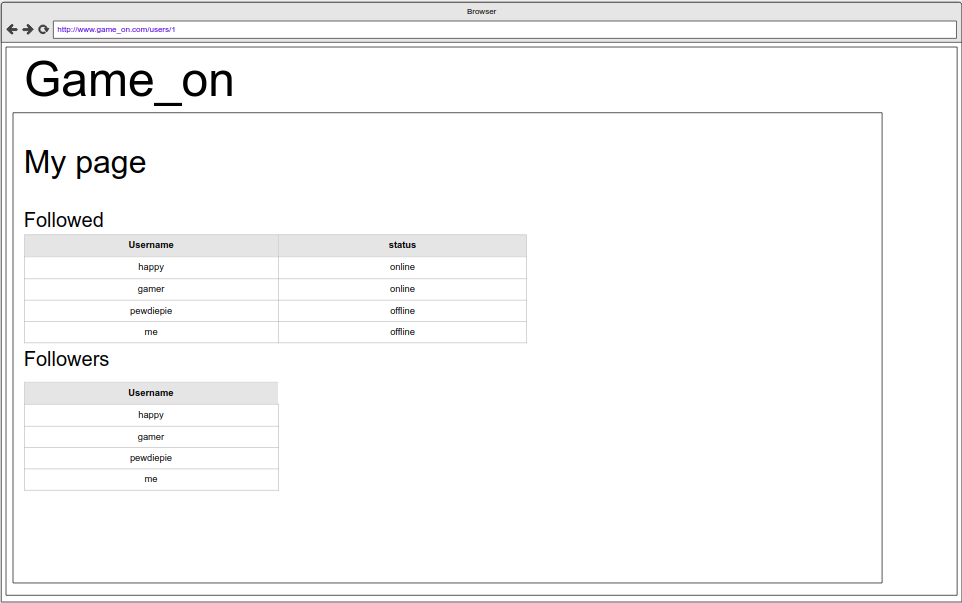 Browser
http://www.game_on.com/users/1
Game_on
My page
Followed
Username status
happy online
gamer online
pewdiepie offline
me offline
Followers
Username
happy
gamer
pewdiepie
me